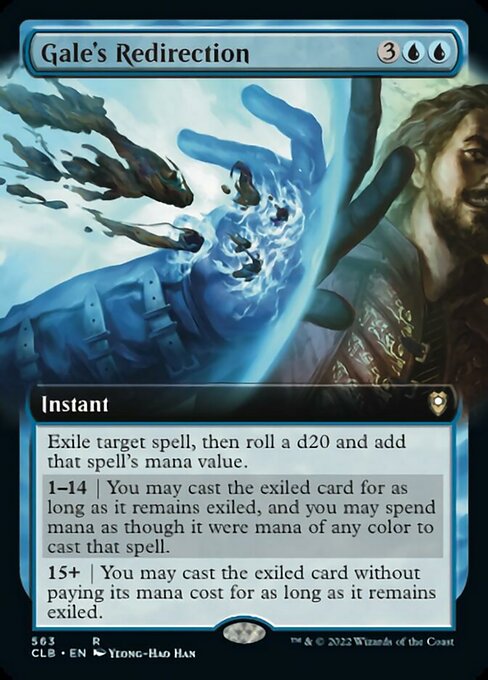 Gale's Redirection 3
Instant
Exile target spell, then roll a d20 and add
that spell's mana value.
1–14 | You may cast the exiled card for as
long as it remains exiled, and you may spend
mana as though it were mana of any color to
cast that spell.
15+ | You may cast the exiled card without
paying its mana cost for as long as it remains
exiled.
563 R
™ & © 2022 Wizards of the Coast
CLB • EN Yeong-Hao Han